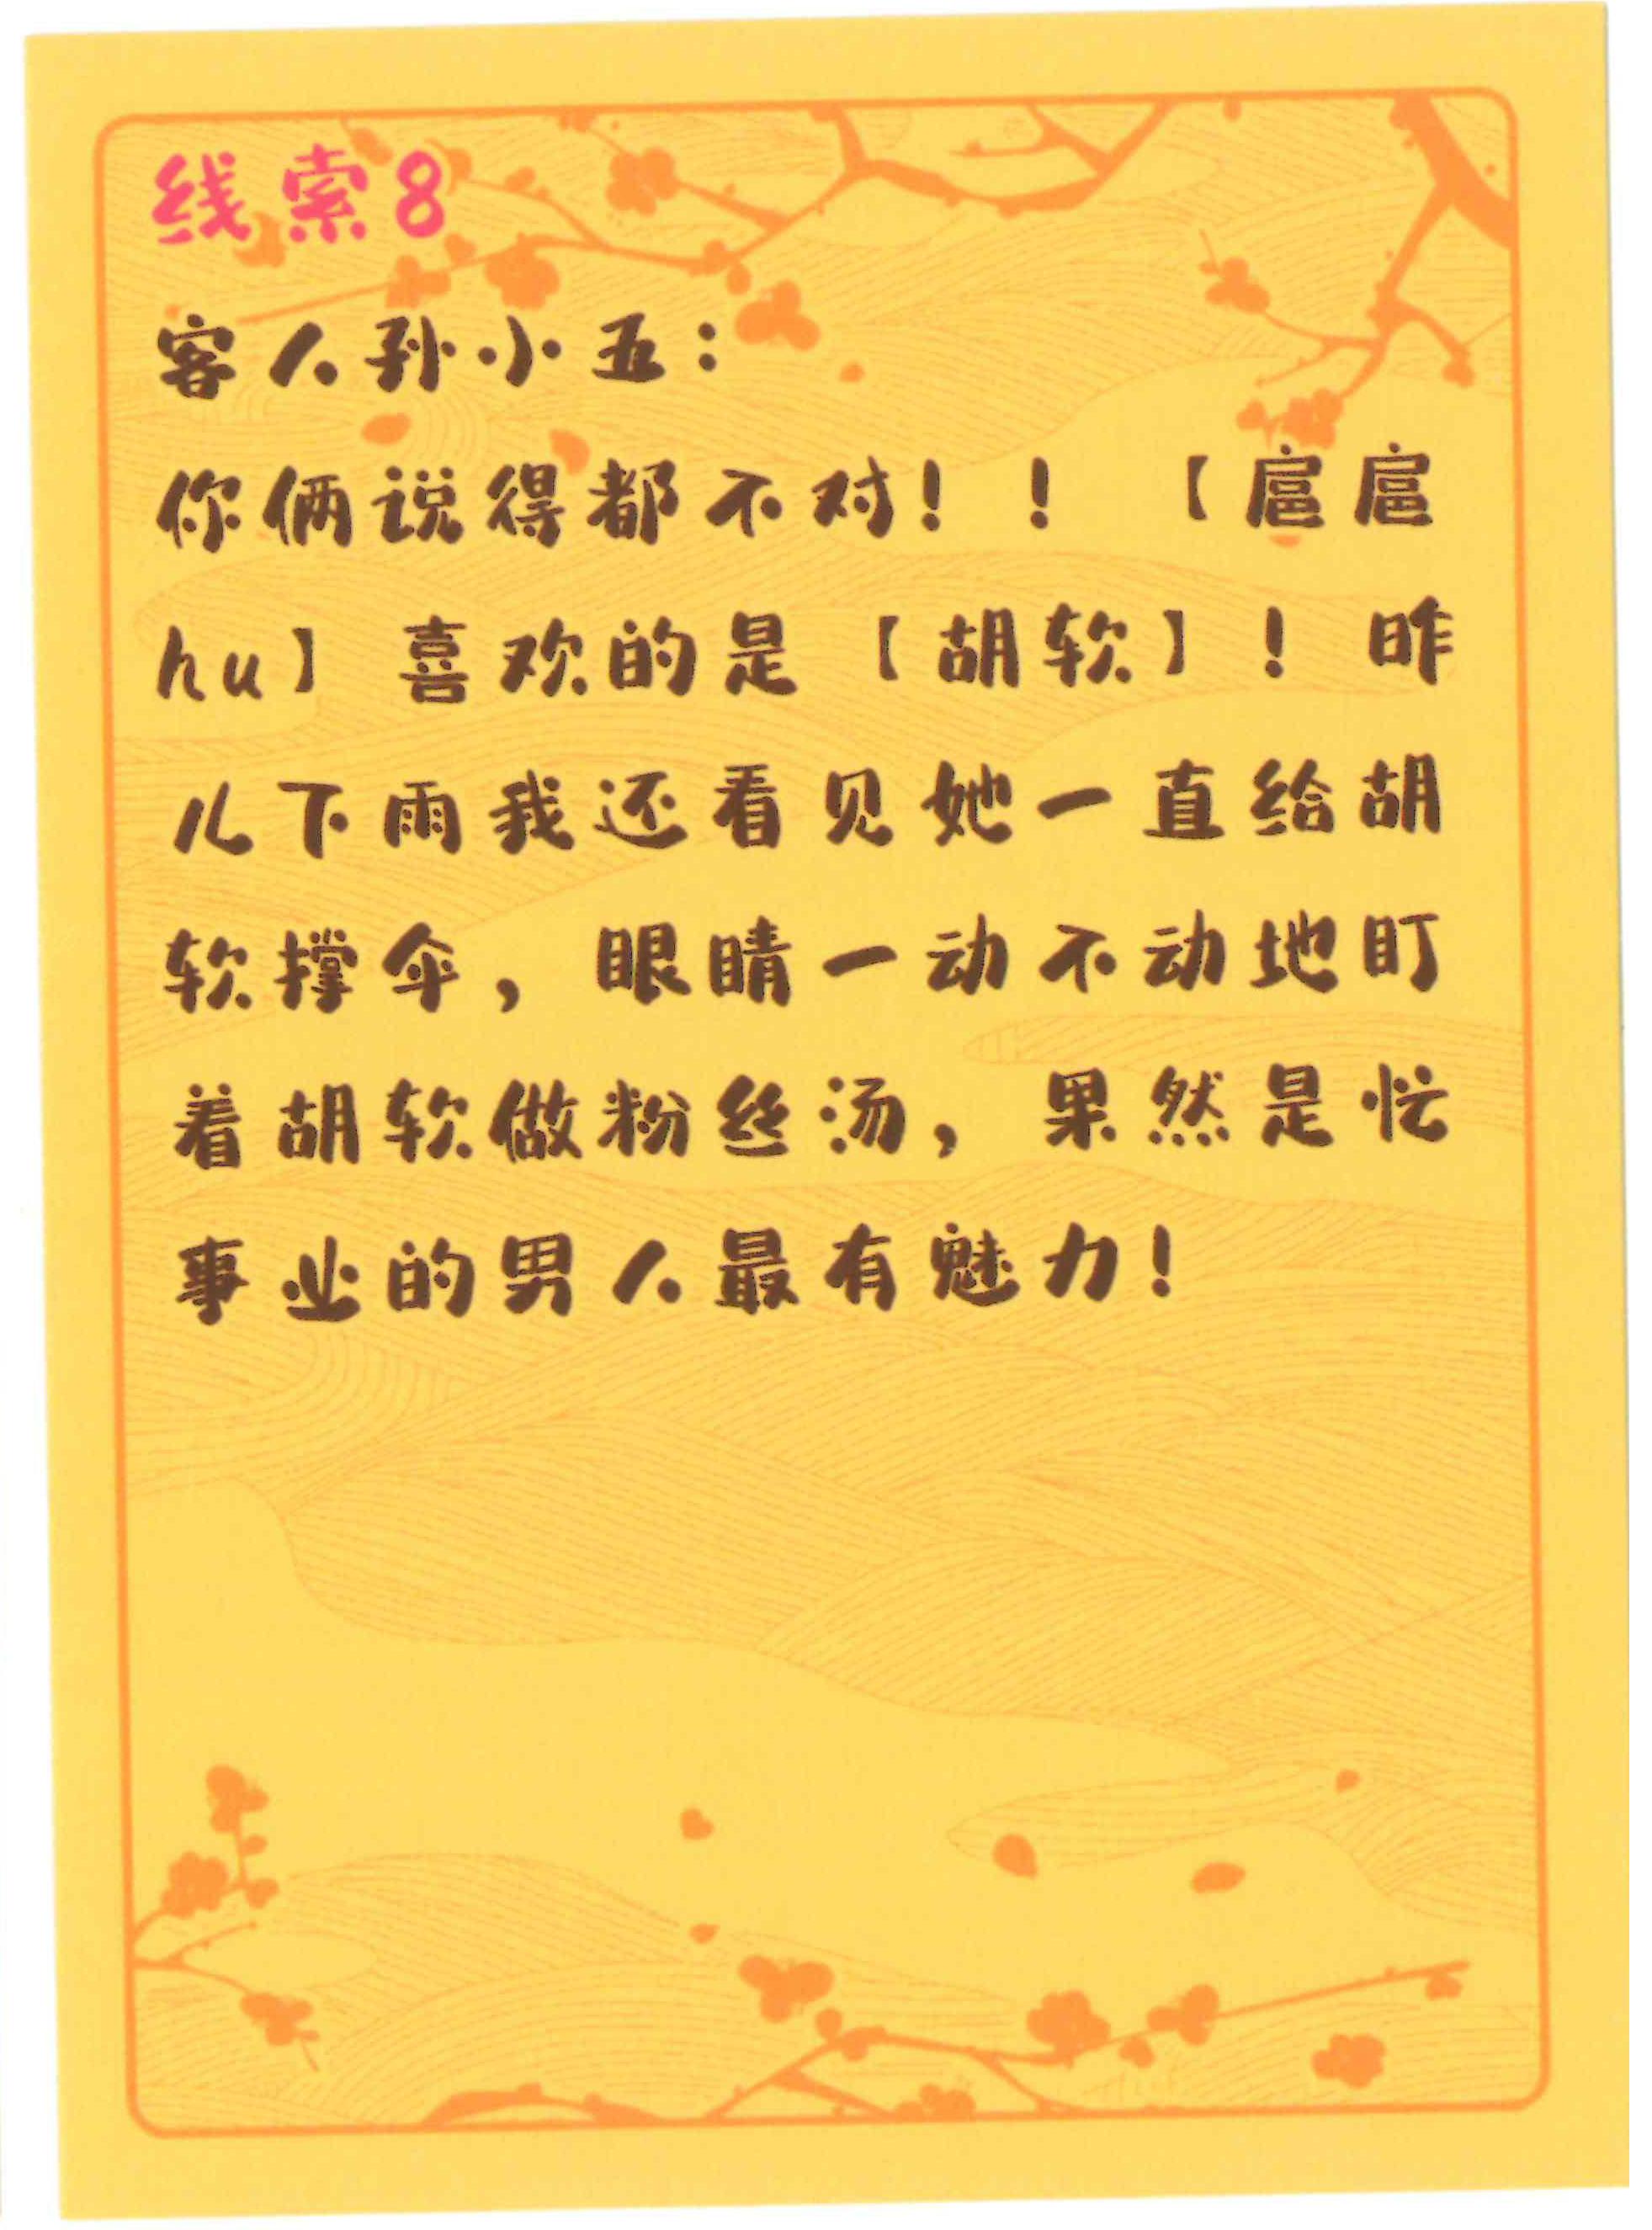 线索8
客人孙小五：
你俩说得都不对！！【扈扈
hu】喜欢的是【胡软】！昨
儿下雨我还看见她一直给胡
软撑伞，眼睛一动不动地盯
着胡软做粉丝汤，果然是忙
事业的男人最有魅力！